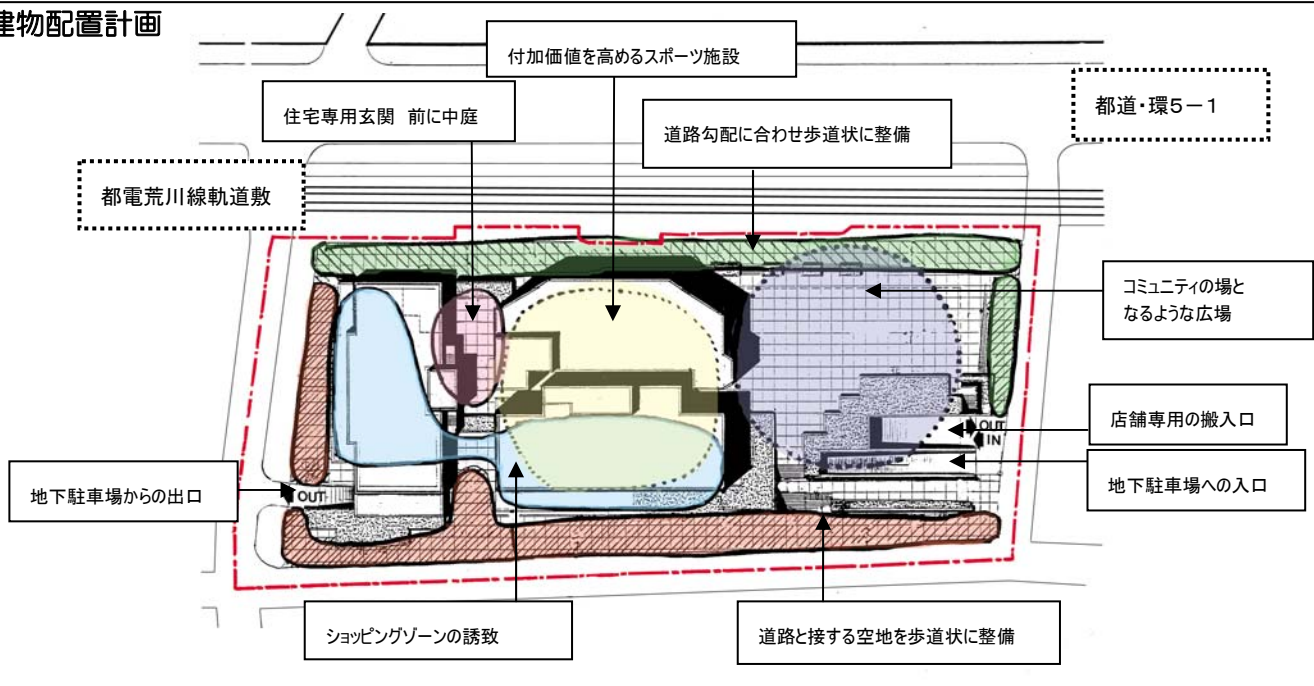 建物配置計画
付加価値を高めるスポーツ施設
都道・環5－1
住宅専用玄関　前に中庭
道路勾配に合わせ歩道状に整備
都電荒川線軌道敷
コミュニティの場と
なるような広場
店舗専用の搬入口
OUT
IN
地下駐車場からの出口
OUT
地下駐車場への入口
ショッピングゾーンの誘致
道路と接する空地を歩道状に整備